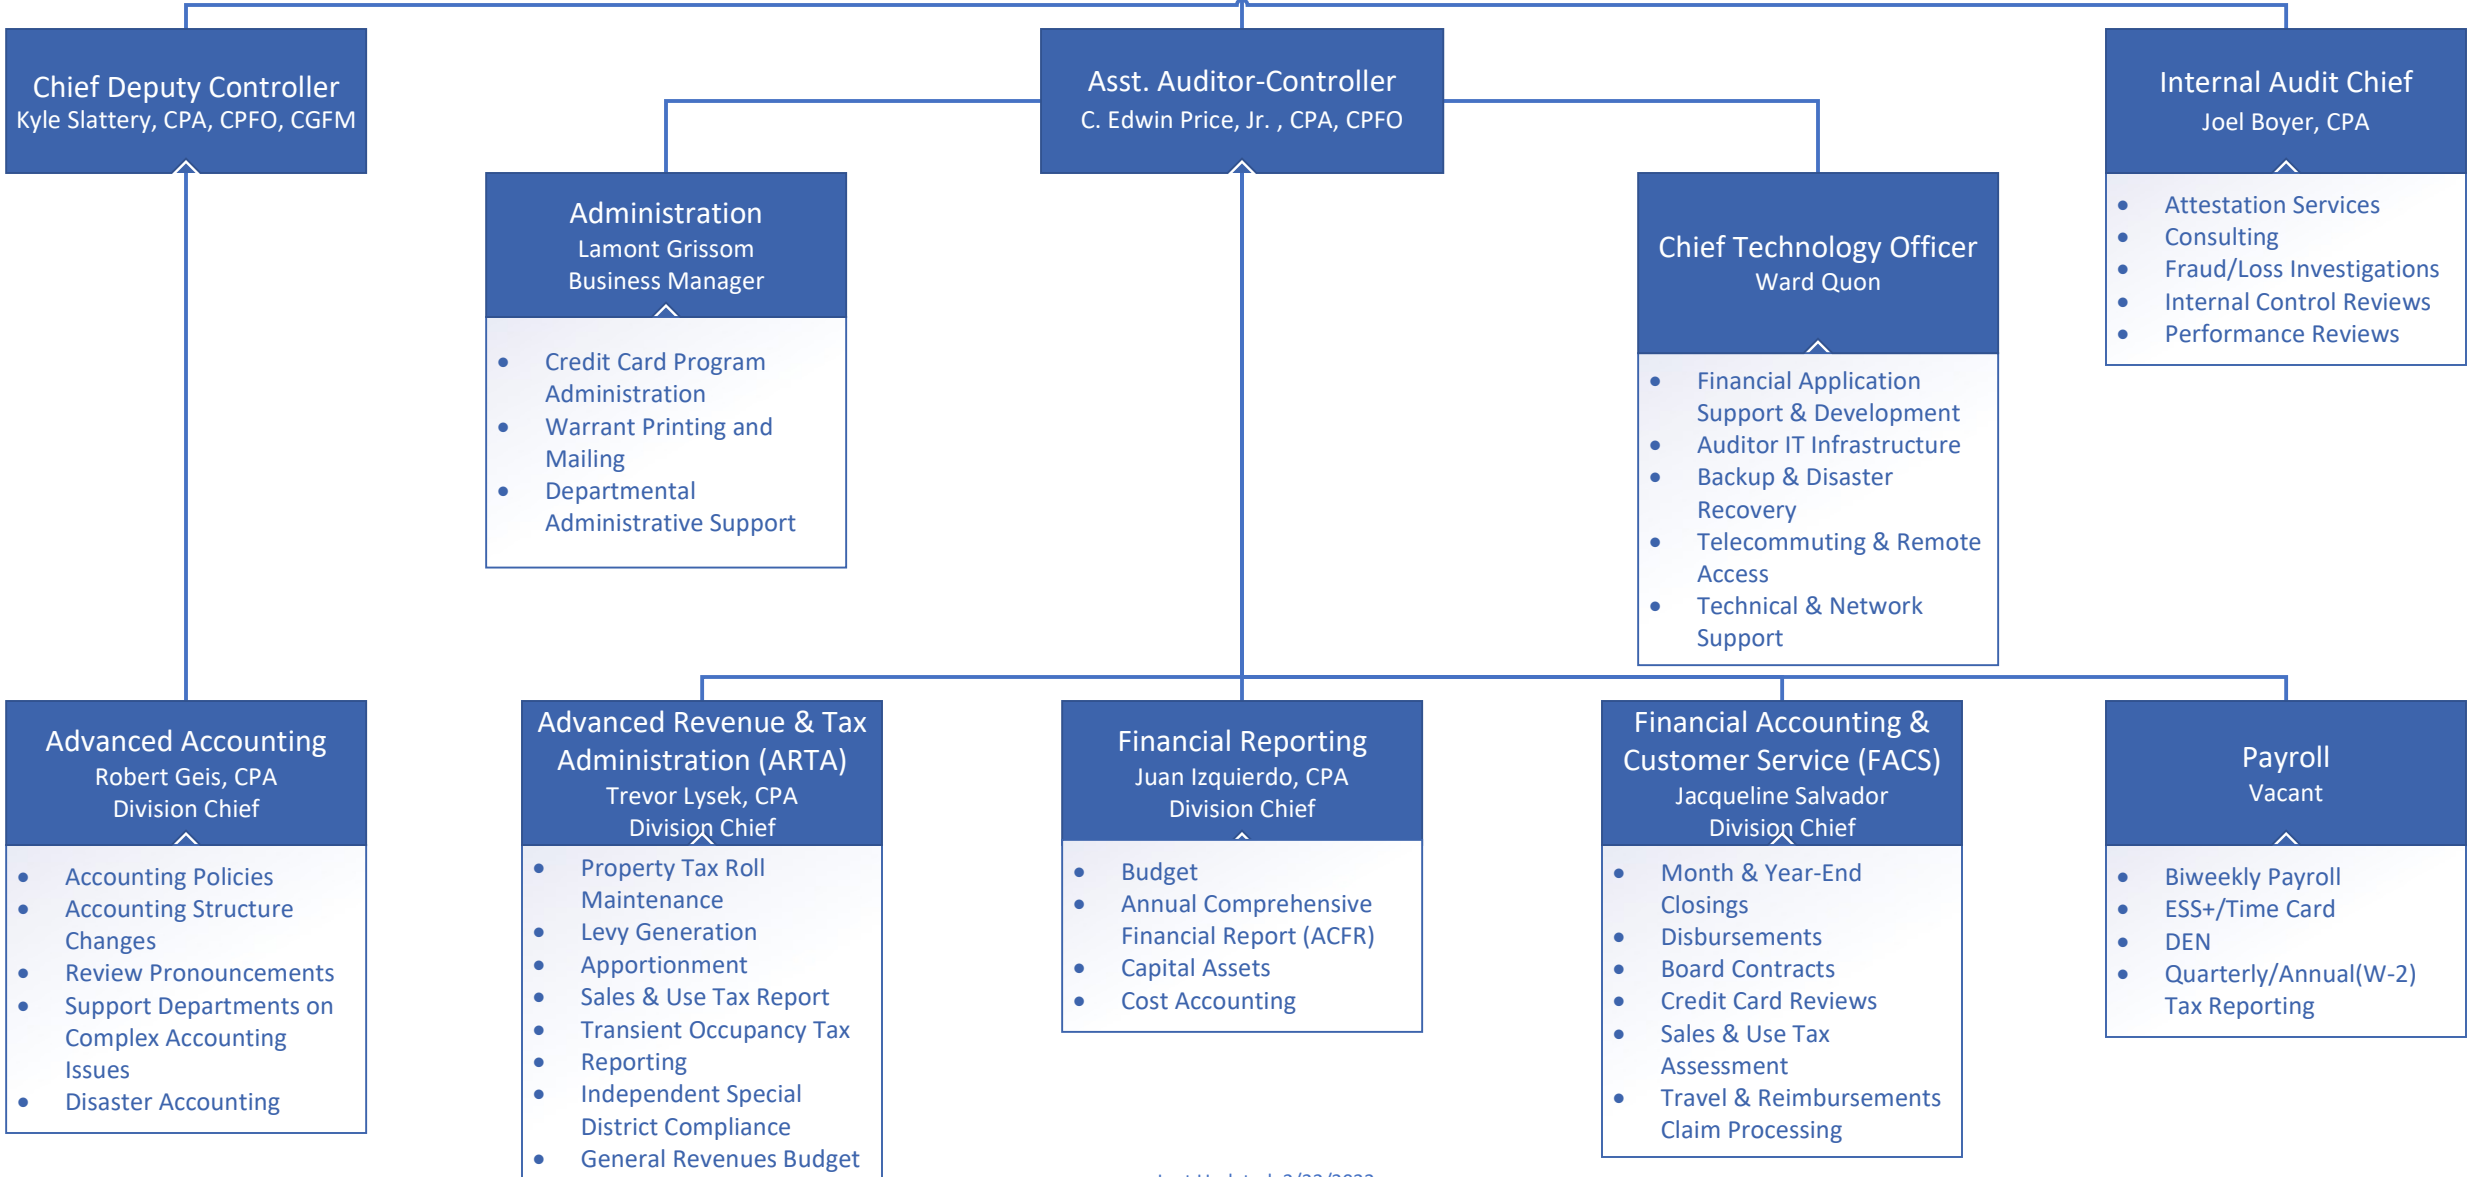 Chief Deputy Controller
Kyle Slattery, CPA, CPFO, CGFM
Asst. Auditor-Controller
C. Edwin Price, Jr. , CPA, CPFO
Internal Audit Chief
Joel Boyer, CPA
• Attestation Services
• Consulting
• Fraud/Loss Investigations
• Internal Control Reviews
• Performance Reviews
Administration
Lamont Grissom
Business Manager
• Credit Card Program
Administration
• Warrant Printing and
Mailing
• Departmental
Administrative Support
Chief Technology Officer
Ward Quon
• Financial Application
Support & Development
• Auditor IT Infrastructure
• Backup & Disaster
Recovery
• Telecommuting & Remote
Access
• Technical & Network
Support
Advanced Accounting
Robert Geis, CPA
Division Chief
• Accounting Policies
• Accounting Structure
Changes
• Review Pronouncements
• Support Departments on
Complex Accounting
Issues
• Disaster Accounting
Advanced Revenue & Tax
Administration (ARTA)
Trevor Lysek, CPA
Division Chief
• Property Tax Roll
Maintenance
• Levy Generation
• Apportionment
• Sales & Use Tax Report
• Transient Occupancy Tax
• Reporting
• Independent Special
District Compliance
• General Revenues Budget
Financial Reporting
Juan Izquierdo, CPA
Division Chief
• Budget
• Annual Comprehensive
Financial Report (ACFR)
• Capital Assets
• Cost Accounting
Financial Accounting &
Customer Service (FACS)
Jacqueline Salvador
Division Chief
• Month & Year-End
Closings
• Disbursements
• Board Contracts
• Credit Card Reviews
• Sales & Use Tax
Assessment
• Travel & Reimbursements
Claim Processing
Payroll
Vacant
• Biweekly Payroll
• ESS+/Time Card
• DEN
• Quarterly/Annual(W-2)
Tax Reporting